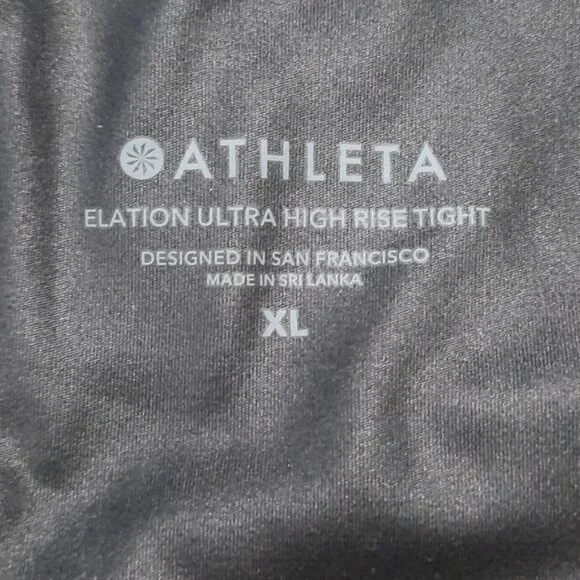 ATHLETA
ELATION ULTRA HIGH RISE TIGHT
DESIGNED IN SAN FRANCISCO
MADE IN SRI LANKA
XL